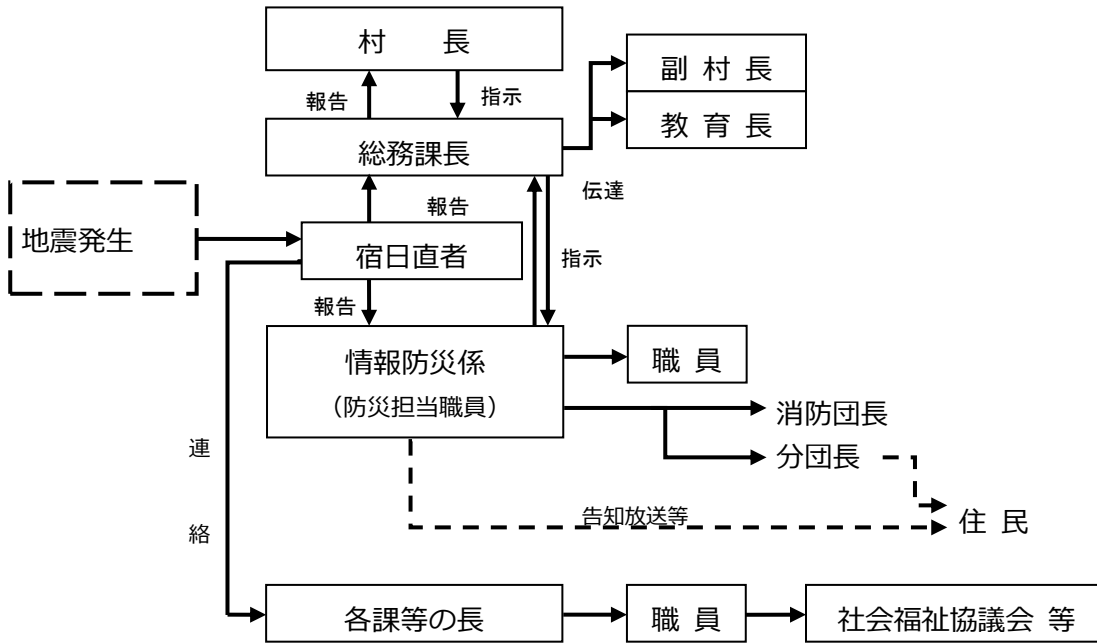 村　　長
副 村 長
報告
指示
教 育 長
総務課長
伝達
報告
地震発生
宿日直者
指示
報告
情報防災係
（防災担当職員）
職 員
消防団長
分団長
連
絡
告知放送等
住 民
各課等の長
職 員
社会福祉協議会 等